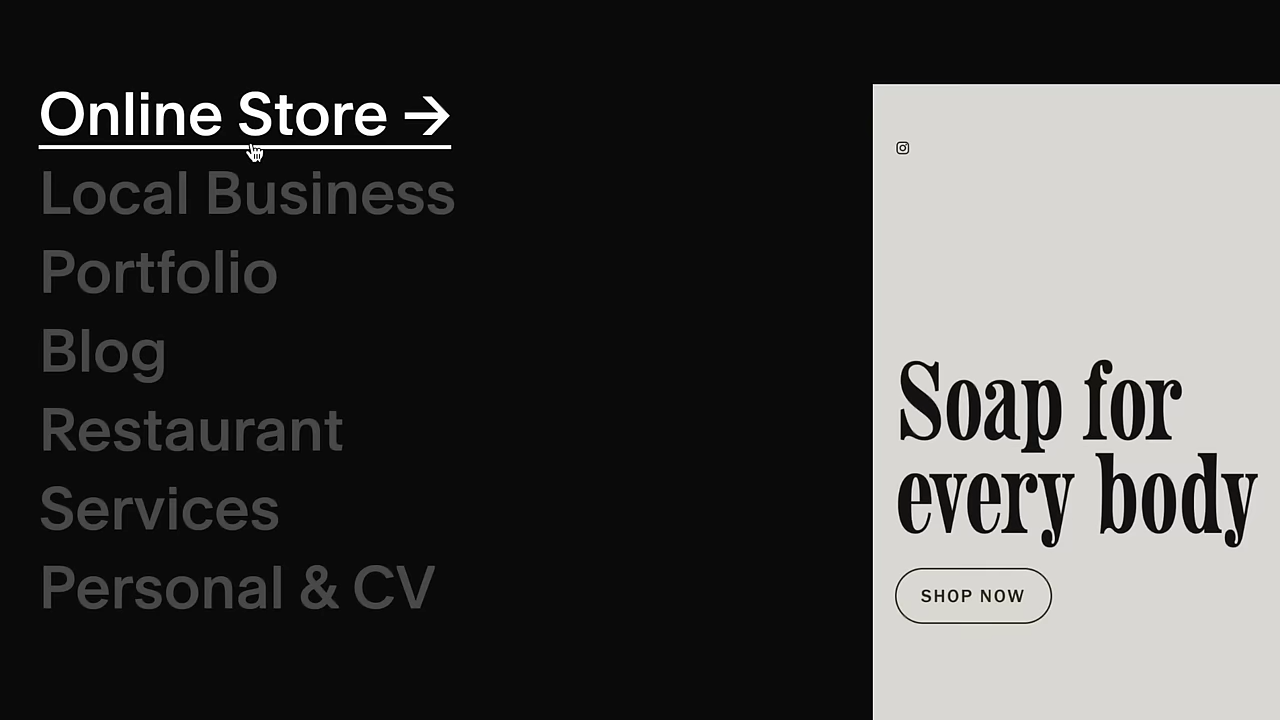 Online Store →
Local Business
Portfolio
Blog
Restaurant
Services
Personal & CV
Soap for
every body
SHOP NOW